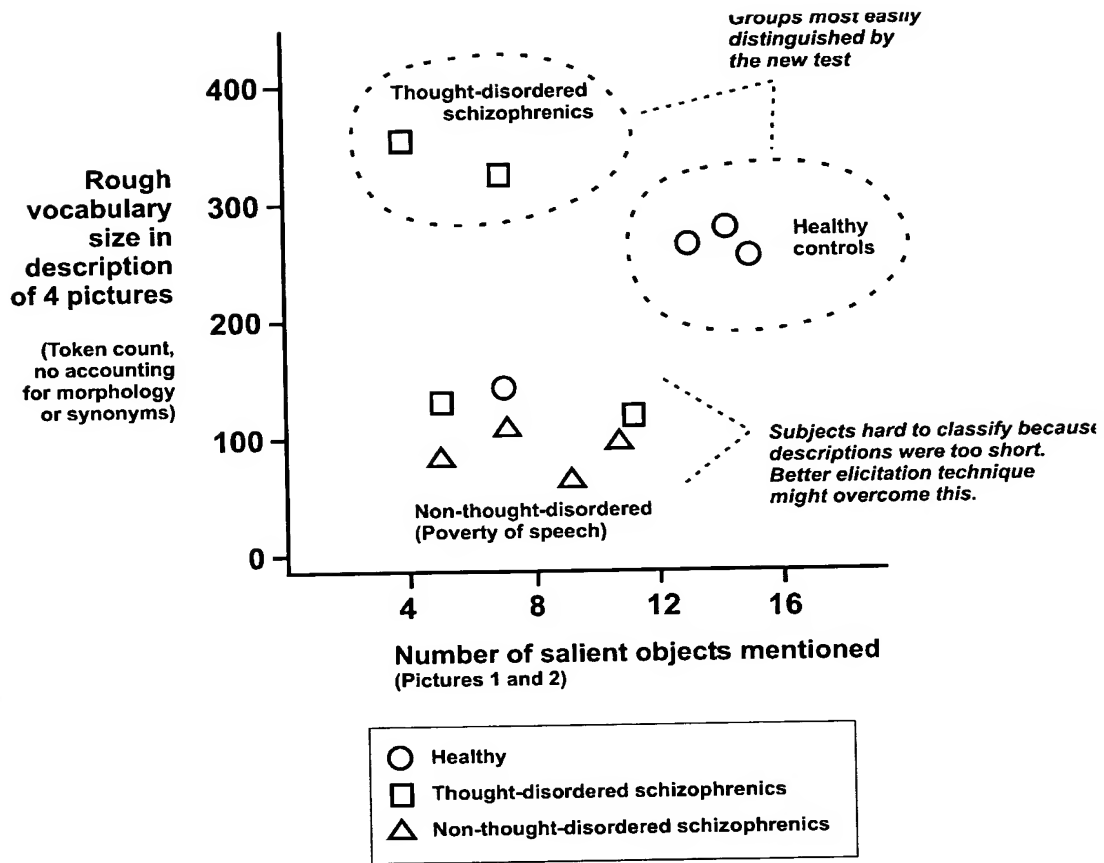 Groups most easily
distinguished by
the new test
Thought-disordered
schizophrenics
400
300
200
100
0
Rough
vocabulary
size in
description
of 4 pictures
(Token count,
no accounting
for morphology
or synonyms)
Healthy
controls
Subjects hard to classify because
descriptions were too short.
Better elicitation technique
might overcome this.
Non-thought-disordered
(Poverty of speech)
4 8 12 16
Number of salient objects mentioned
(Pictures 1 and 2)
Healthy
Thought-disordered schizophrenics
Non-thought-disordered schizophrenics